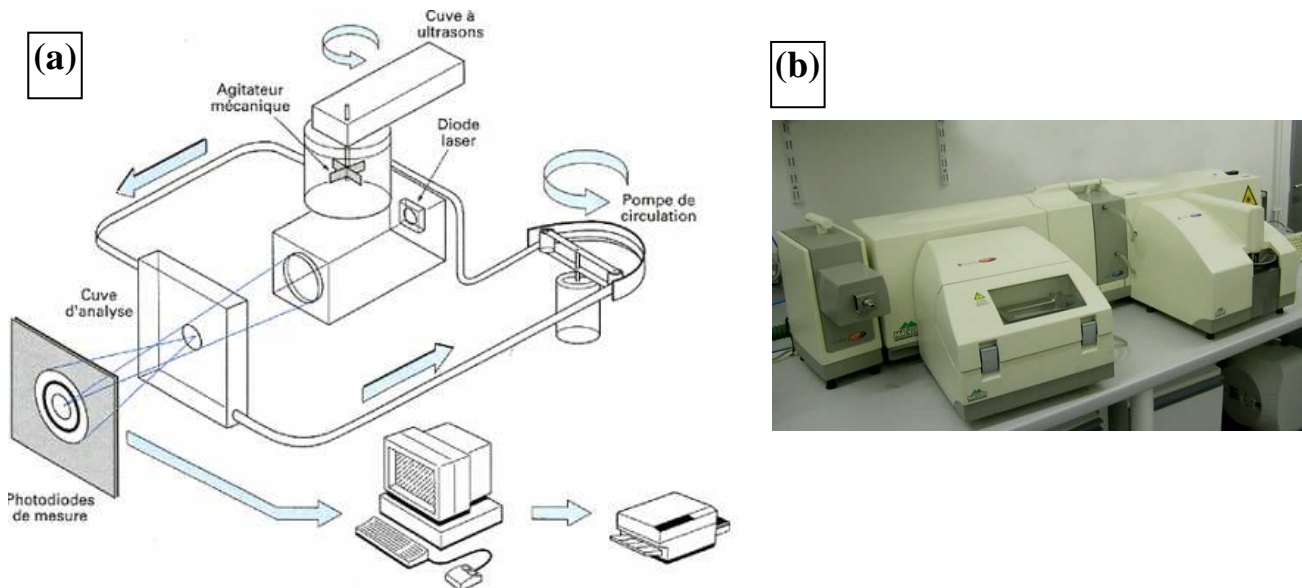 (a)
Cuve à
ultrasons
Agitateur
mécanique
Diode
laser
Pompe de
circulation
Cuve
d'analyse
Photodiodes
de mesure
(b)